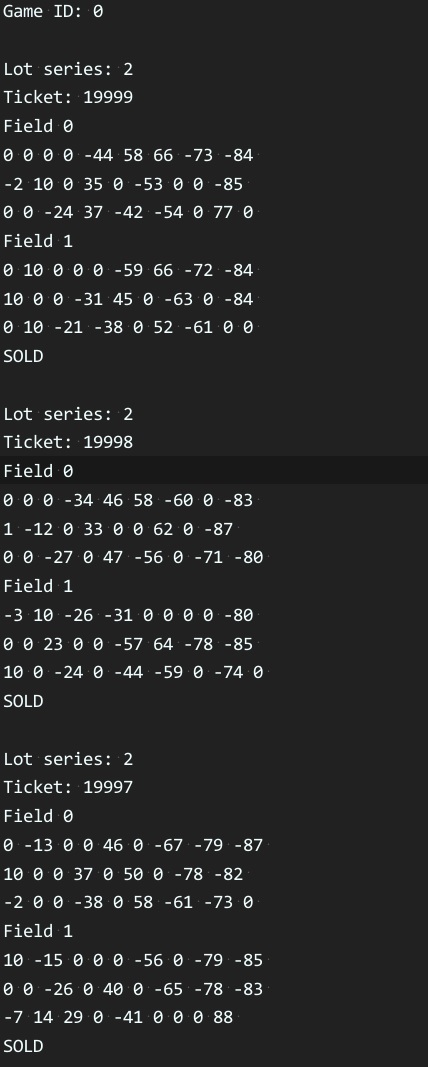 Game ID: 0
Lot series: 2
Ticket: 19999
Field 0
0 0 0 0 -44 58 66 -73 -84
-2 10 0 35 0 -53 0 0 -85
0 0 -24 37 -42 -54 0 77 0
Field 1
0 10 0 0 0 -59 66 -72 -84
10 0 0 -31 45 0 -63 0 -84
0 10 -21 -38 0 52 -61 0 0
SOLD
Lot series: 2
Ticket: 19998
Field 0
0 0 0 -34 46 58 -60 0 -83
1 -12 0 33 0 0 62 0 -87
0 0 -27 0 47 -56 0 -71 -80
Field 1
-3 10 -26 -31 0 0 0 0 -80
0 0 23 0 0 -57 64 -78 -85
10 0 -24 0 -44 -59 0 -74 0
SOLD
Lot series: 2
Ticket: 19997
Field 0
0 -13 0 0 46 0 -67 -79 -87
10 0 0 37 0 50 0 -78 -82
-2 0 0 -38 0 58 -61 -73 0
Field 1
10 -15 0 0 0 -56 0 -79 -85
0 0 -26 0 40 0 -65 -78 -83
-7 14 29 0 -41 0 0 0 88
SOLD